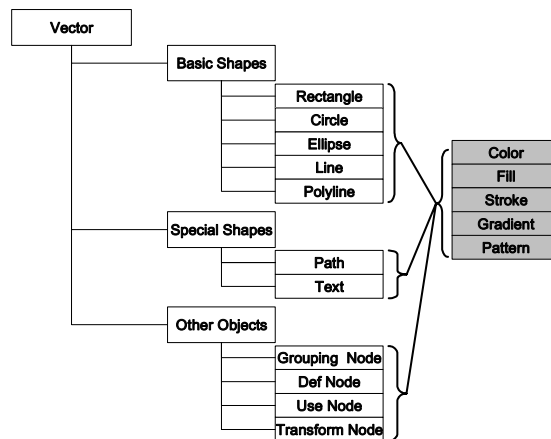 Vector
Basic Shapes
Rectangle
Circle
Ellipse
Line
Polyline
Special Shapes
Path
Text
Other Objects
Grouping Node
Def Node
Use Node
Transform Node
Color
Fill
Stroke
Gradient
Pattern